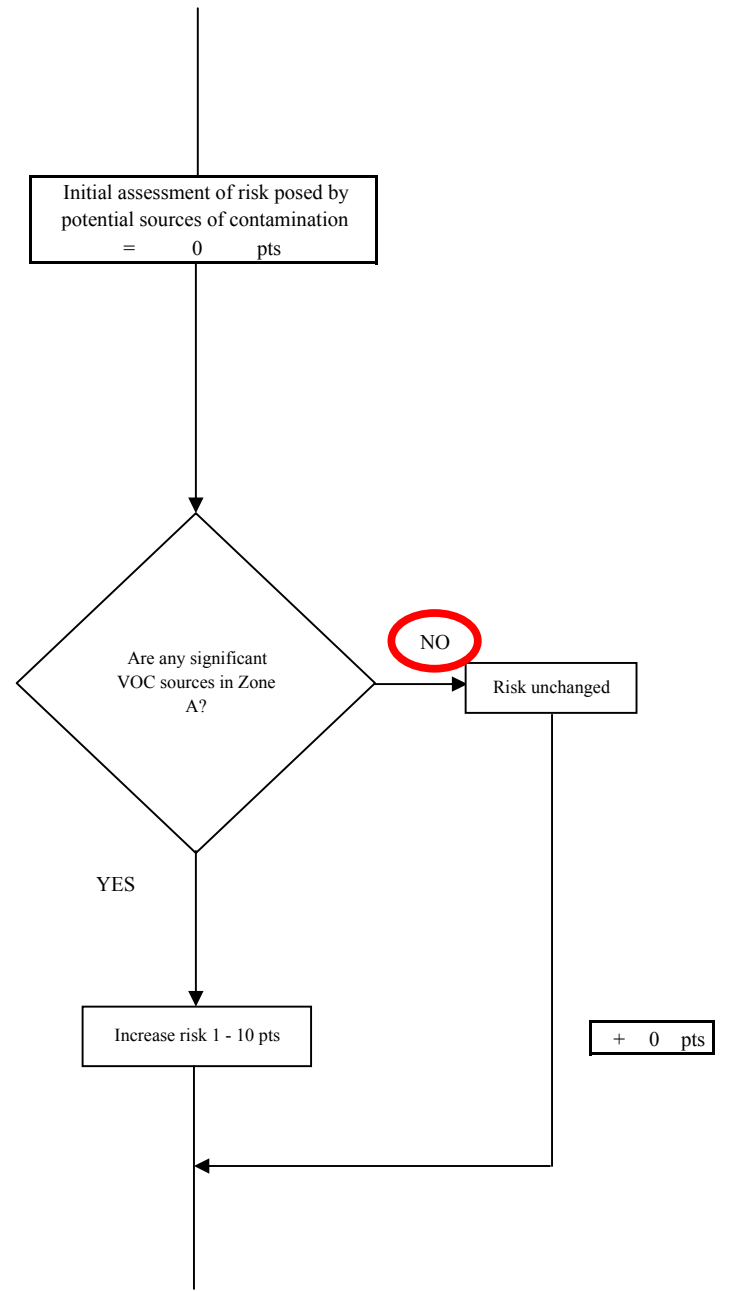 Initial assessment of risk posed by
potential sources of contamination
= 0 pts
Are any significant
VOC sources in Zone
A?
NO
Risk unchanged
YES
Increase risk 1 - 10 pts
+ 0 pts